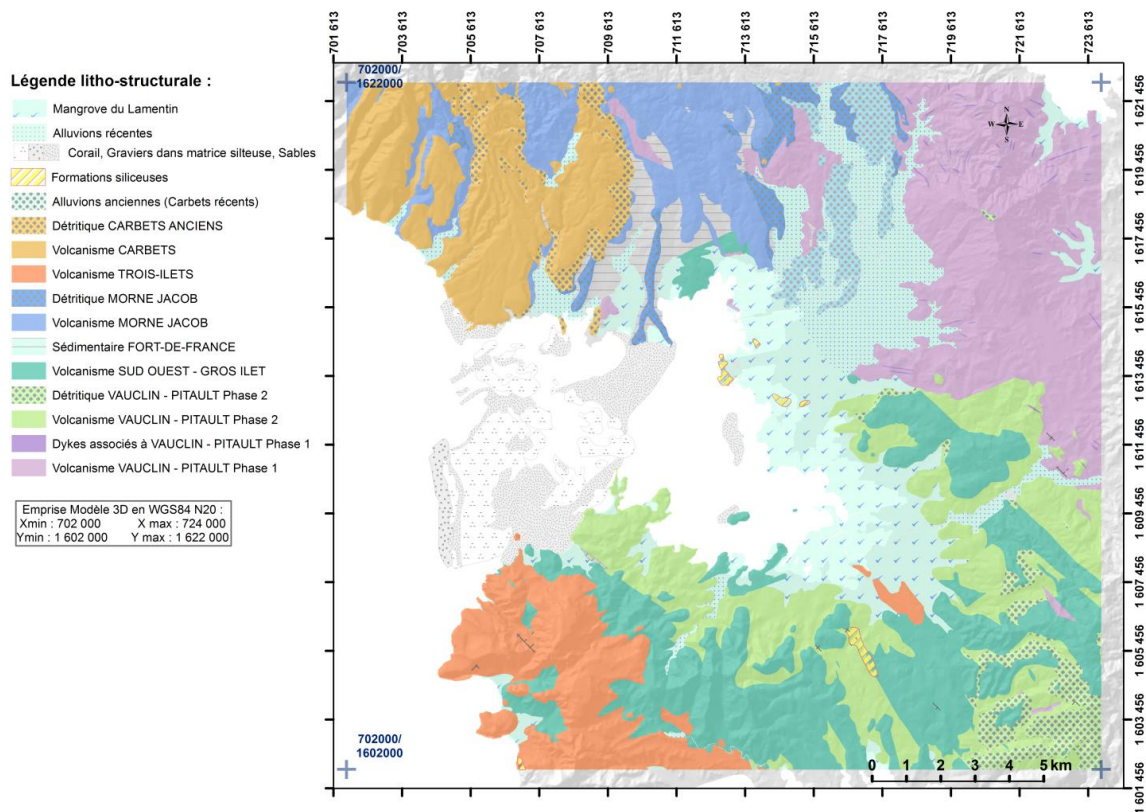 701 613
703 613
705 613
707 613
709 613
711 613
713 613
715 613
717 613
719 613
721 613
723 613
702000/
1622000
N
W E
S
Légende litho-structurale :
Mangrove du Lamentin
Alluvions récentes
Corail, Graviers dans matrice silteuse, Sables
Formations siliceuses
Alluvions anciennes (Carbets récents)
Détritique CARBETS ANCIENS
Volcanisme CARBETS
Volcanisme TROIS-ILETS
Détritique MORNE JACOB
Volcanisme MORNE JACOB
Sédimentaire FORT-DE-FRANCE
Volcanisme SUD OUEST - GROS ILET
Détritique VAUCLIN - PITAULT Phase 2
Volcanisme VAUCLIN - PITAULT Phase 2
Dykes associés à VAUCLIN - PITAULT Phase 1
Volcanisme VAUCLIN - PITAULT Phase 1
Emprise Modèle 3D en WGS84 N20 :
Xmin : 702 000 X max : 724 000
Ymin : 1 602 000 Y max : 1 622 000
1 621 456
1 619 456
1 617 456
1 615 456
1 613 456
1 611 456
1 609 456
1 607 456
1 605 456
1 603 456
1 601 456
702000/
1602000
0 1 2 3 4 5 km